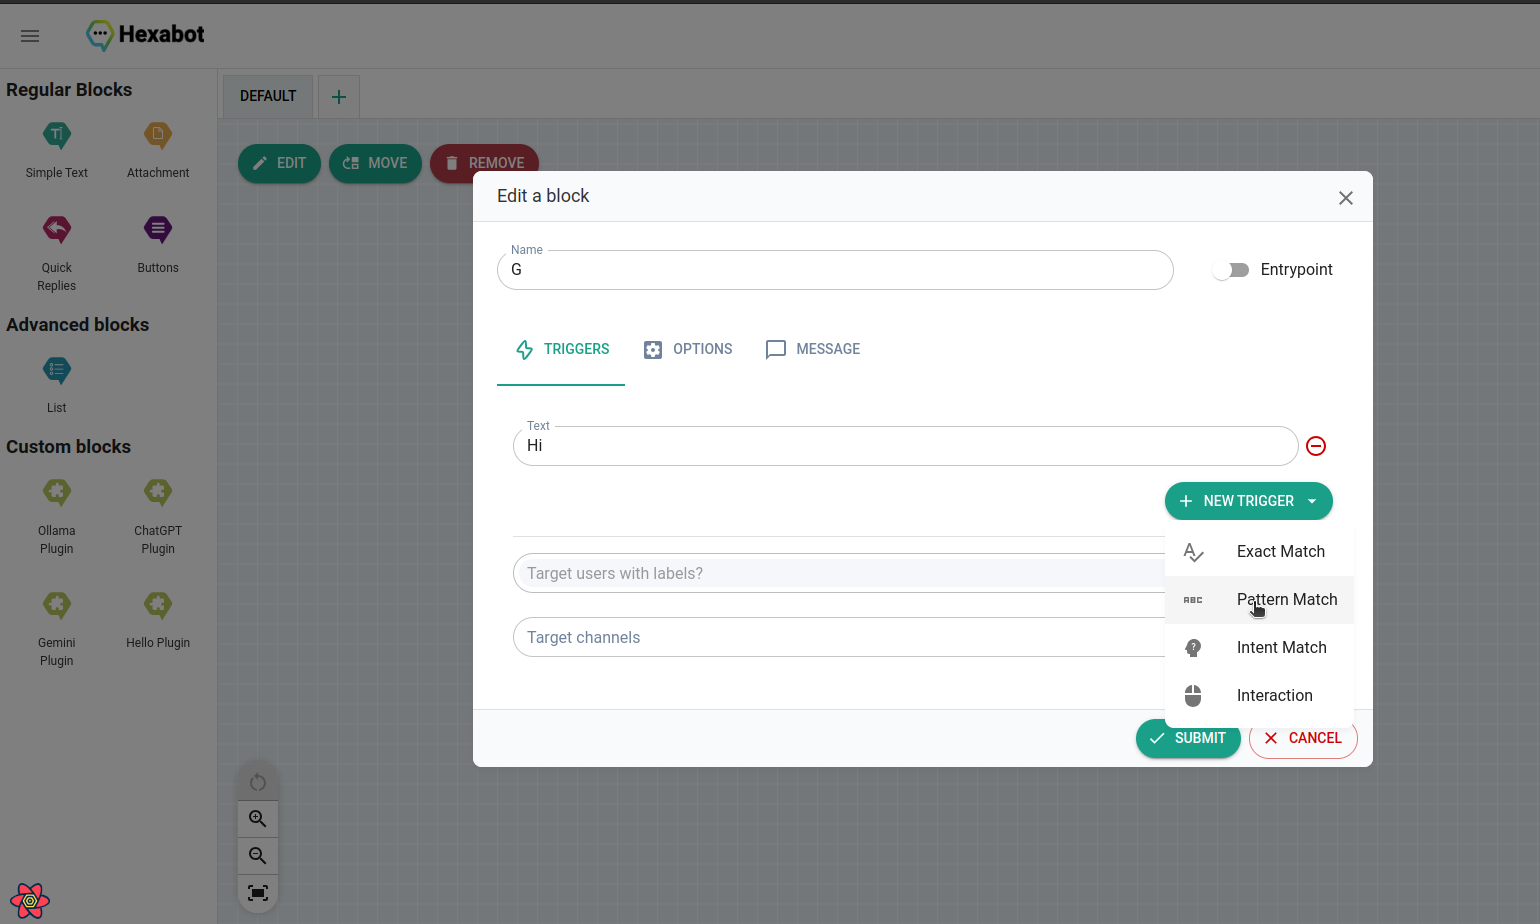 Hexabot
Regular Blocks
Simple Text
Attachment
Quick
Replies
Buttons
Advanced blocks
List
Custom blocks
Ollama
Plugin
ChatGPT
Plugin
Gemini
Plugin
Hello Plugin
DEFAULT
EDIT
MOVE
REMOVE
Edit a block
Name
G
Entrypoint
TRIGGERS
OPTIONS
MESSAGE
Text
Hi
NEW TRIGGER
Exact Match
ABC
Pattern Match
Intent Match
Interaction
Target users with labels?
Target channels
SUBMIT
CANCEL